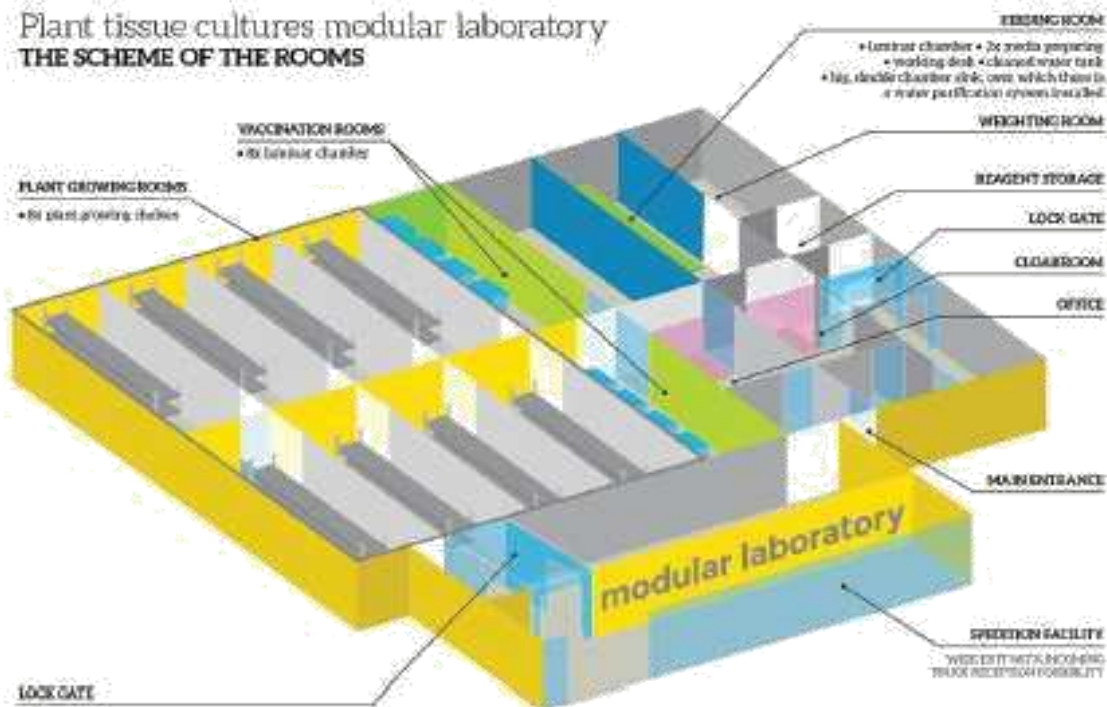 Plant tissue cultures modular laboratory
THE SCHEME OF THE ROOMS
FEEDING ROOM
• laminar chamber • 2x media preparing
• working desk • cleaned water tank
• big, double chamber sink, over which there is
a water purification system installed
WEIGHTING ROOM
VACCINATION ROOMS
• 8x laminar chamber
REAGENT STORAGE
PLANT GROWING ROOMS
• 8x plant growing shelves
LOCK GATE
CLOAKROOM
OFFICE
MAIN ENTRANCE
modular laboratory
SPEDITION FACILITY
WIDE EXIT WITH INCOMING
TRUCK RECEPTION POSSIBILITY
LOCK GATE